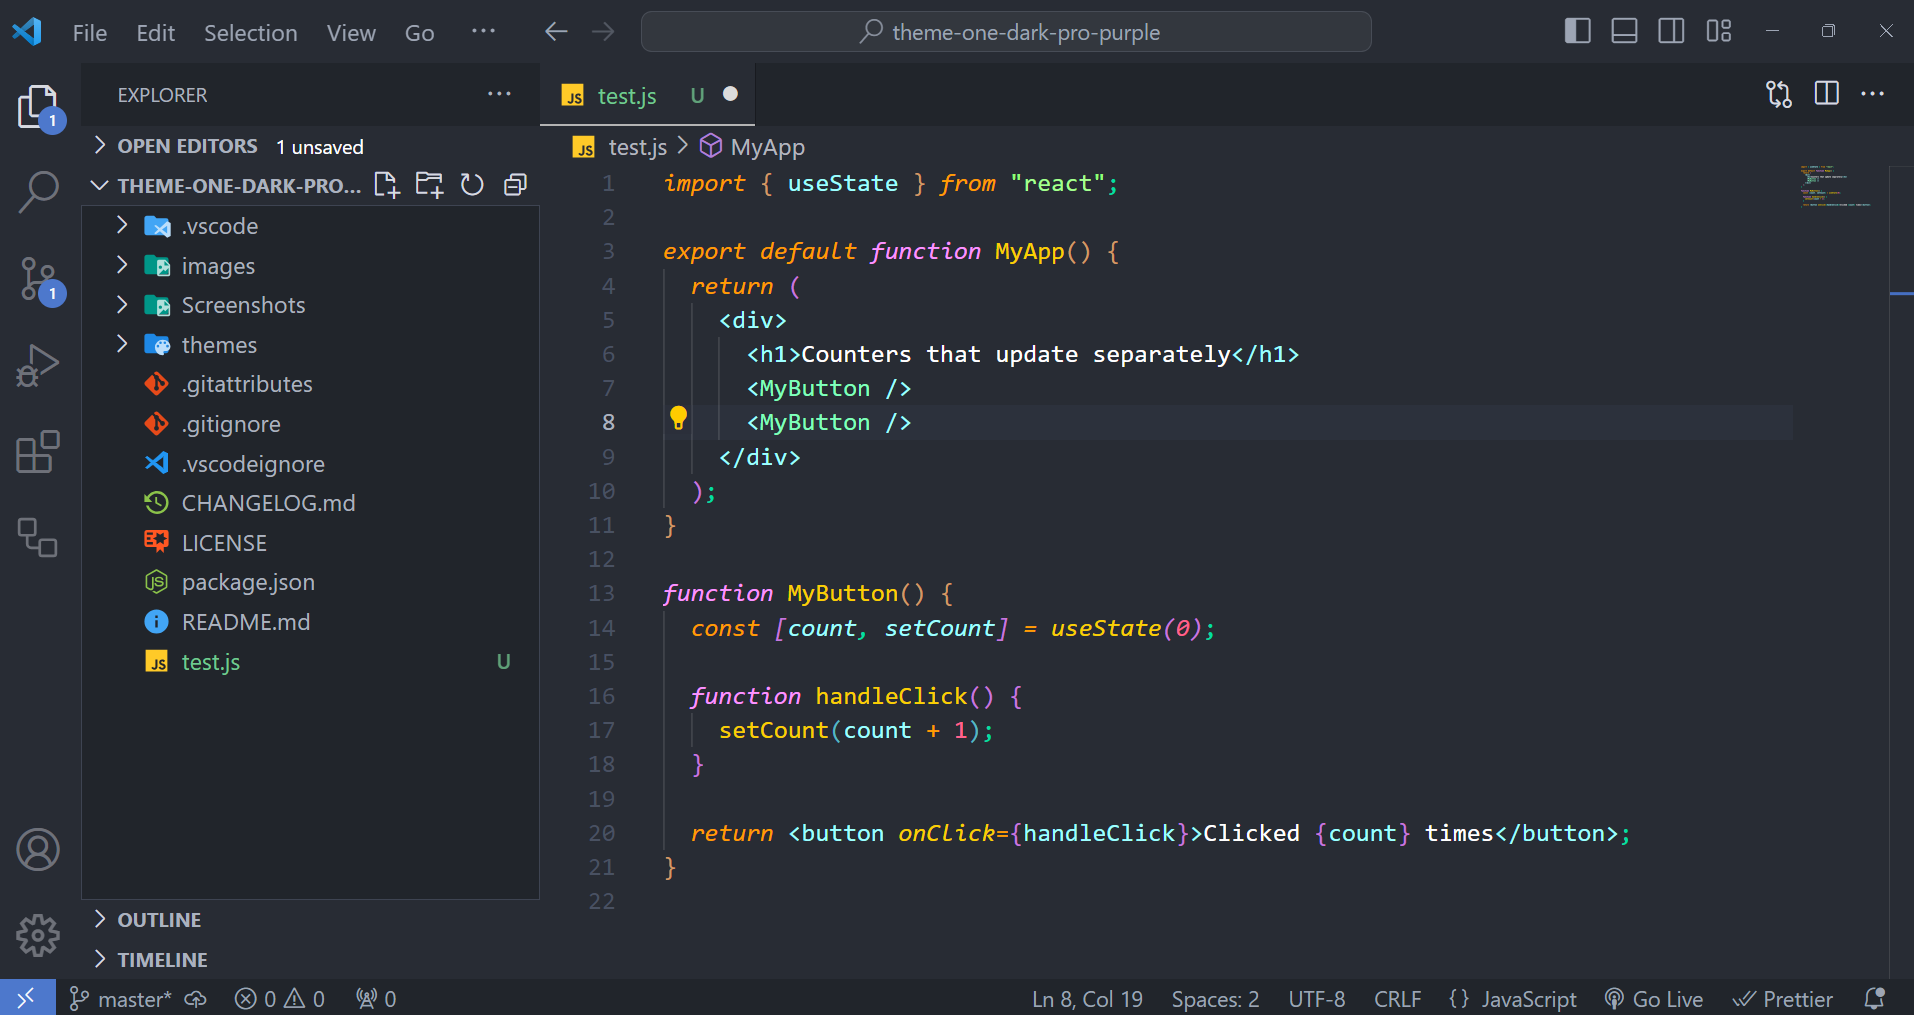 File Edit Selection View Go ···
theme-one-dark-pro-purple
EXPLORER ···
1
OPEN EDITORS 1 unsaved
THEME-ONE-DARK-PRO...
.vscode
images
Screenshots
1
themes
.gitattributes
.gitignore
.vscodeignore
CHANGELOG.md
LICENSE
package.json
README.md
JS test.js U
OUTLINE
TIMELINE
JS test.js U ···
JS test.js > MyApp
1 import { useState } from "react";
2
3 export default function MyApp() {
4   return (
5     <div>
6       <h1>Counters that update separately</h1>
7       <MyButton />
8       <MyButton />
9     </div>
10   );
11 }
12
13 function MyButton() {
14   const [count, setCount] = useState(0);
15
16   function handleClick() {
17     setCount(count + 1);
18   }
19
20   return <button onClick={handleClick}>Clicked {count} times</button>;
21 }
22
master* 0 0 0 Ln 8, Col 19 Spaces: 2 UTF-8 CRLF {} JavaScript Go Live Prettier